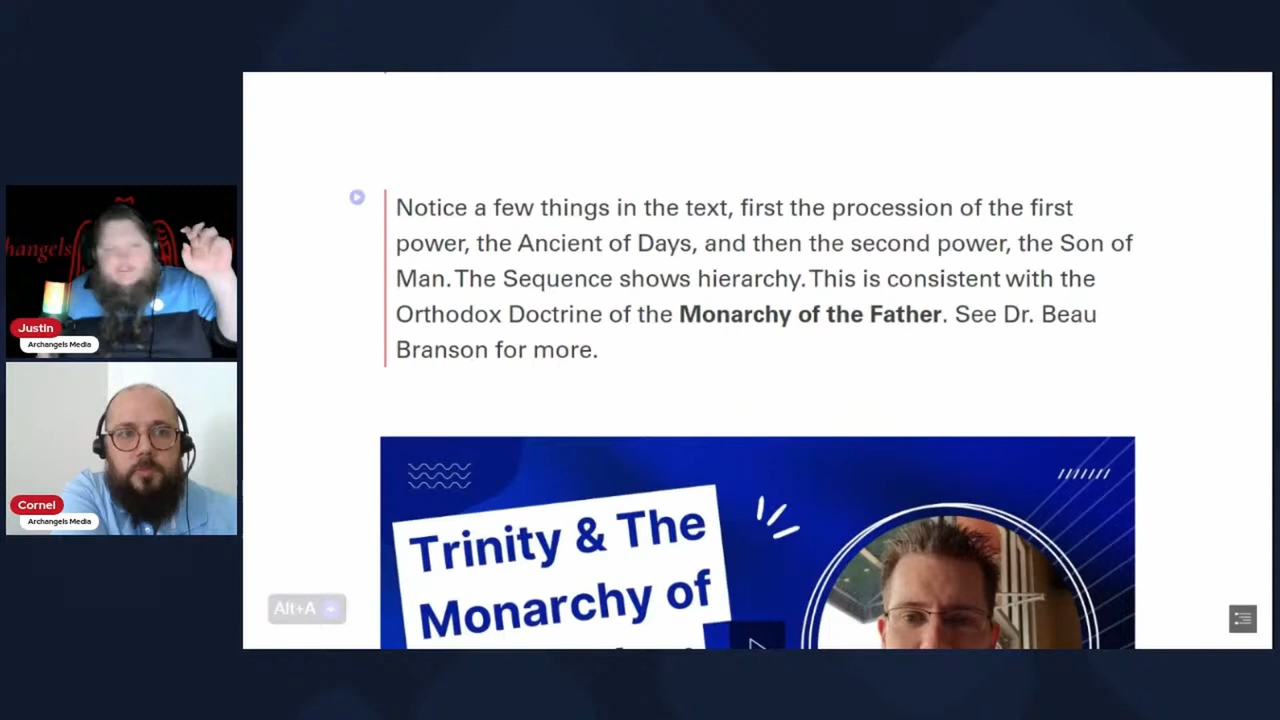 hangels
Justin
Archangels Media
Cornel
Archangels Media
Notice a few things in the text, first the procession of the first
power, the Ancient of Days, and then the second power, the Son of
Man. The Sequence shows hierarchy. This is consistent with the
Orthodox Doctrine of the Monarchy of the Father. See Dr. Beau
Branson for more.
Trinity & The
Monarchy of
Alt+A